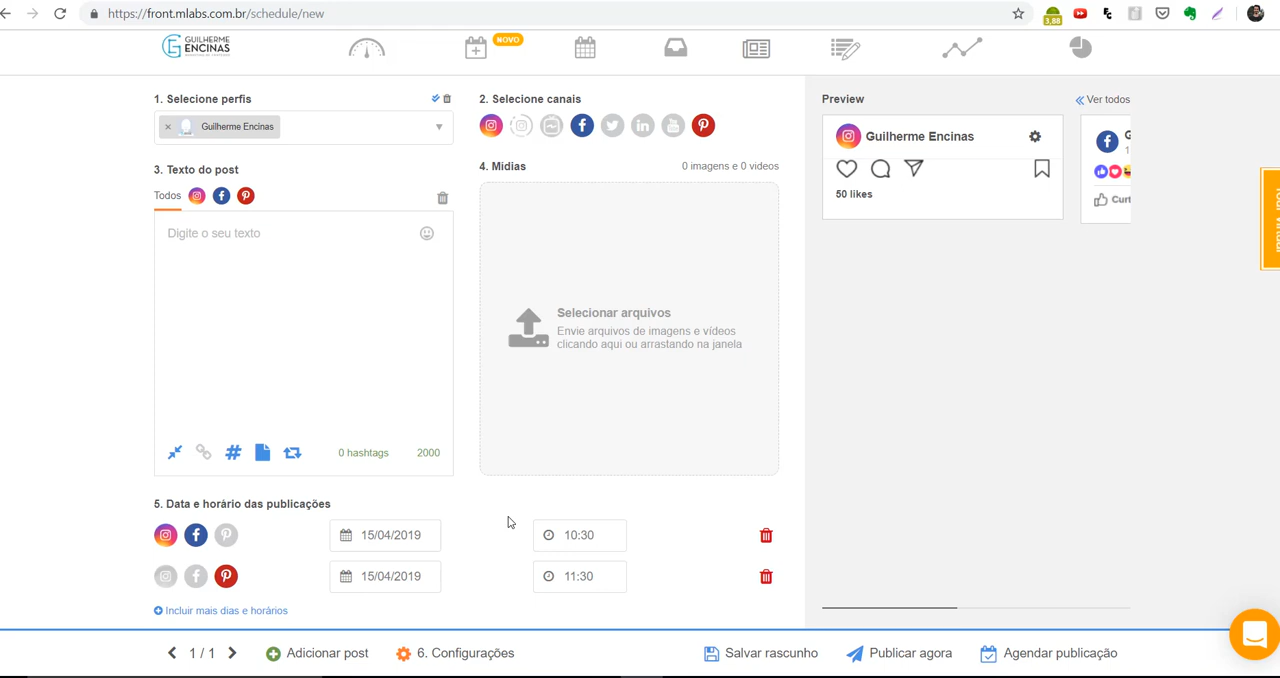 https://front.mlabs.com.br/schedule/new
3,88
GUILHERME
ENCINAS
NOVO
1. Selecione perfis
× Guilherme Encinas
2. Selecione canais
Preview
Ver todos
Guilherme Encinas
50 likes
Curt
3. Texto do post
Todos
Digite o seu texto
0 hashtags
2000
4. Mídias
0 imagens e 0 videos
Selecionar arquivos
Envie arquivos de imagens e vídeos
clicando aqui ou arrastando na janela
5. Data e horário das publicações
15/04/2019
10:30
15/04/2019
11:30
Incluir mais dias e horários
1 / 1
Adicionar post
6. Configurações
Salvar rascunho
Publicar agora
Agendar publicação